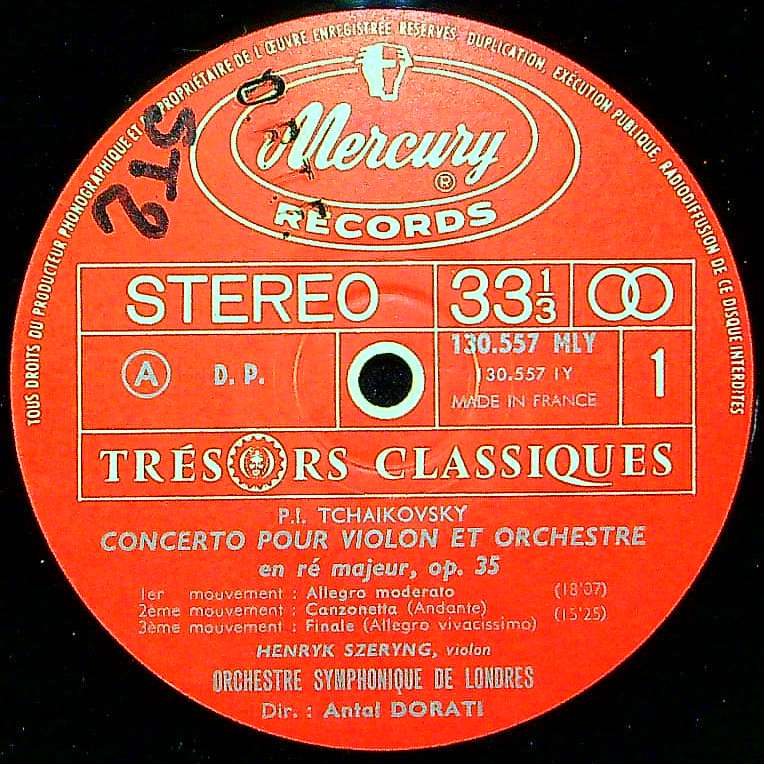 TOUS DROITS DU PRODUCTEUR PHONOGRAPHIQUE ET DU PROPRIÉTAIRE DE L'ŒUVRE ENREGISTRÉE RÉSERVÉS. DUPLICATION, EXÉCUTION PUBLIQUE, RADIODIFFUSION DE CE DISQUE INTERDITES
ST2
Mercury ®
RECORDS
STEREO 33 1/3
A D. P. 130.557 MLY 1
130.557 1Y
MADE IN FRANCE
TRÉSORS CLASSIQUES
P.I. TCHAIKOVSKY
CONCERTO POUR VIOLON ET ORCHESTRE
en ré majeur, op. 35
1er mouvement : Allegro moderato (18'07)
2ème mouvement : Canzonetta (Andante) (15'25)
3ème mouvement : Finale (Allegro vivacissimo)
HENRYK SZERYNG, violon
ORCHESTRE SYMPHONIQUE DE LONDRES
Dir. : Antal DORATI